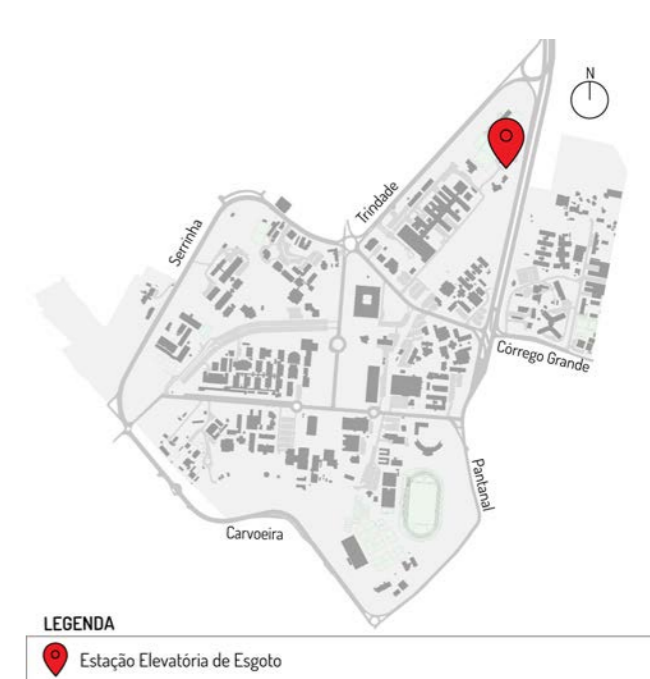 N
Trindade
Serrinha
Córrego Grande
Pantanal
Carvoeira
LEGENDA
Estação Elevatória de Esgoto